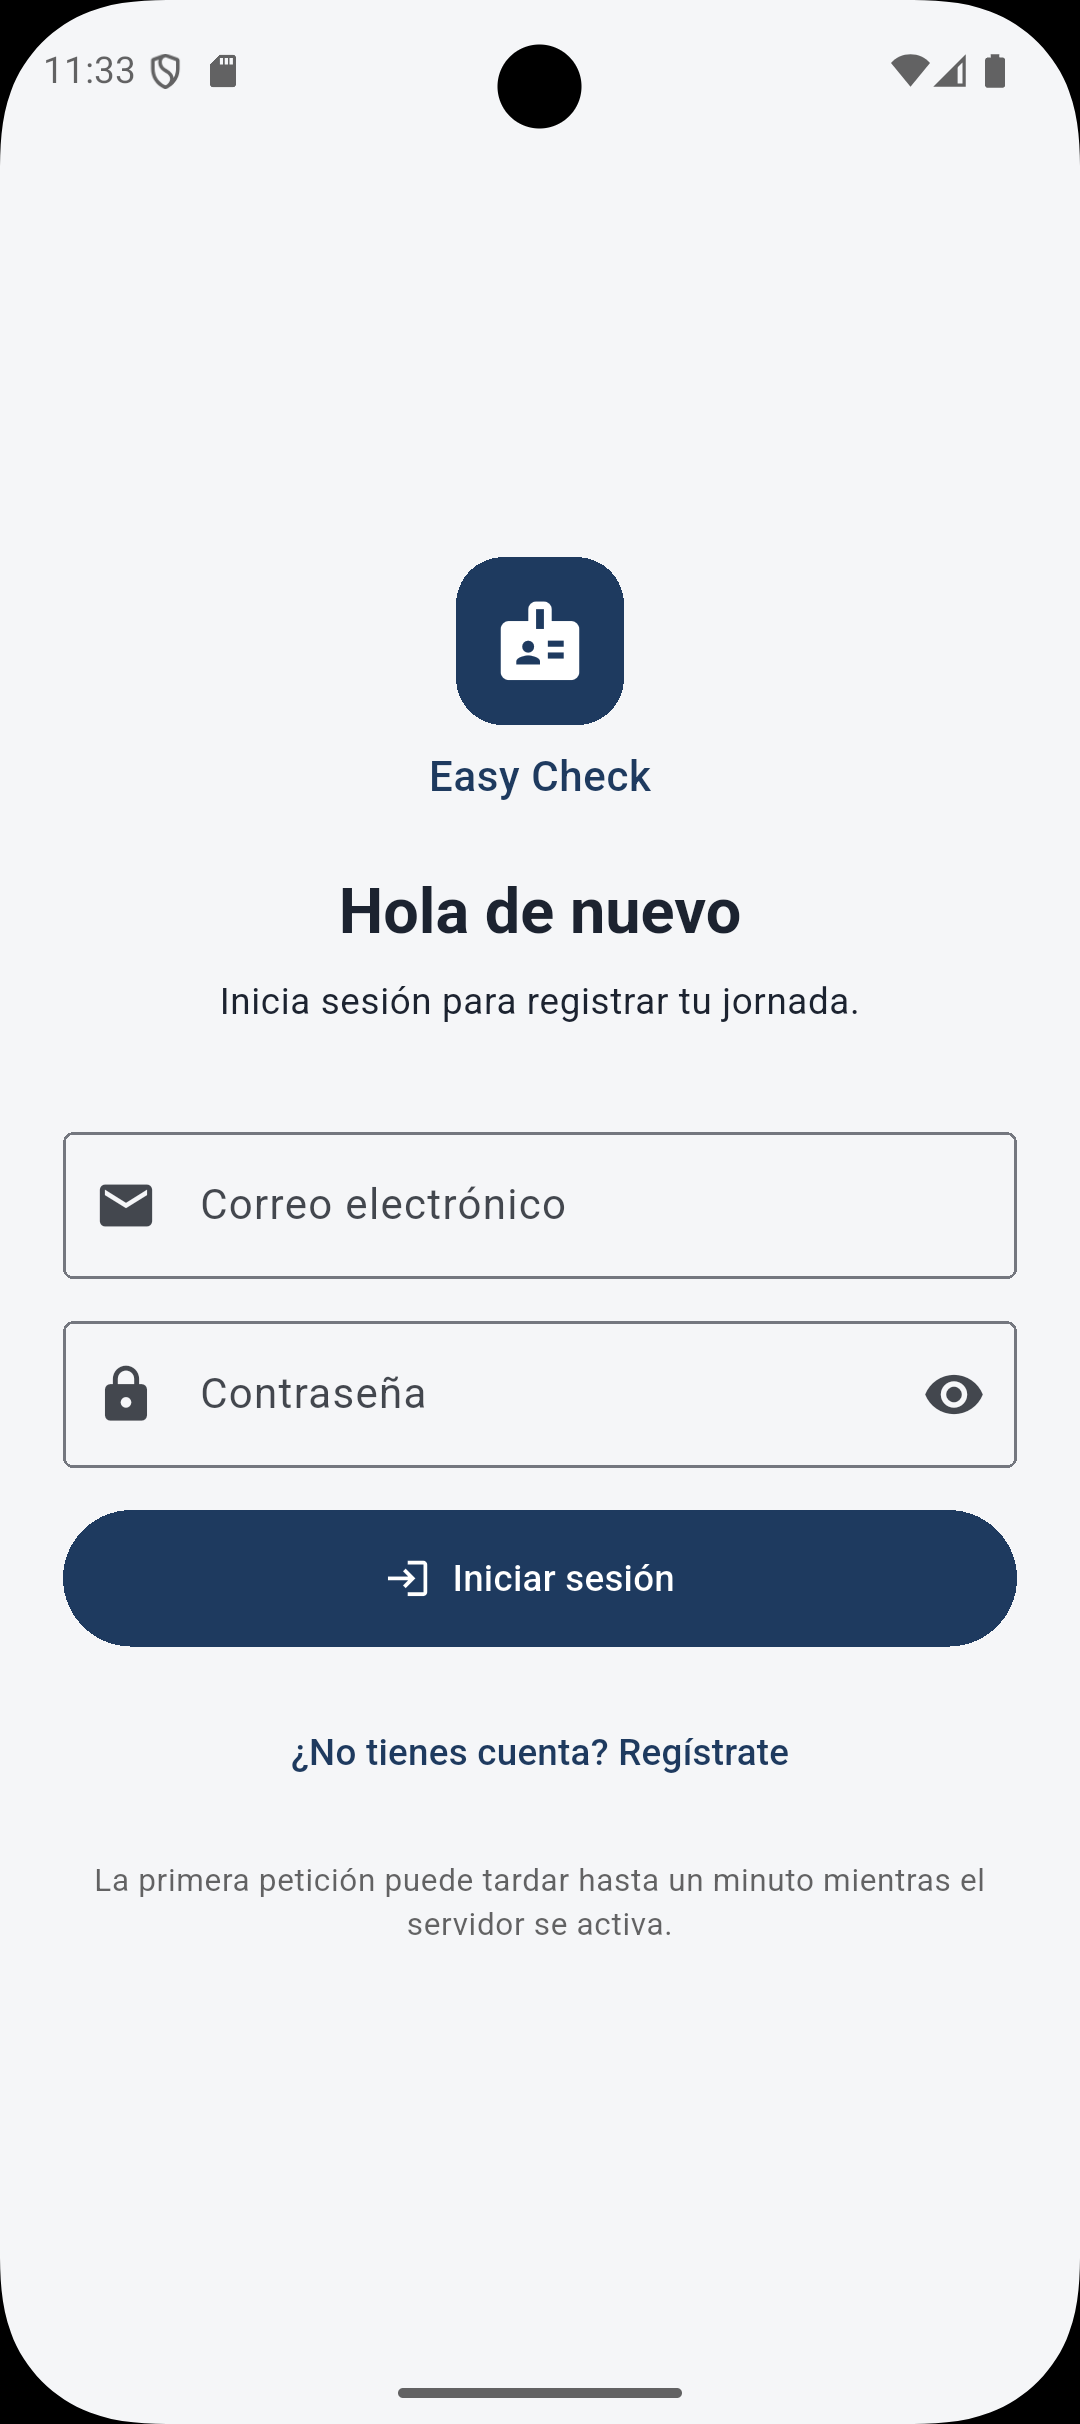 11:33
Easy Check
Hola de nuevo
Inicia sesión para registrar tu jornada.
Correo electrónico
Contraseña
Iniciar sesión
¿No tienes cuenta? Regístrate
La primera petición puede tardar hasta un minuto mientras el
servidor se activa.